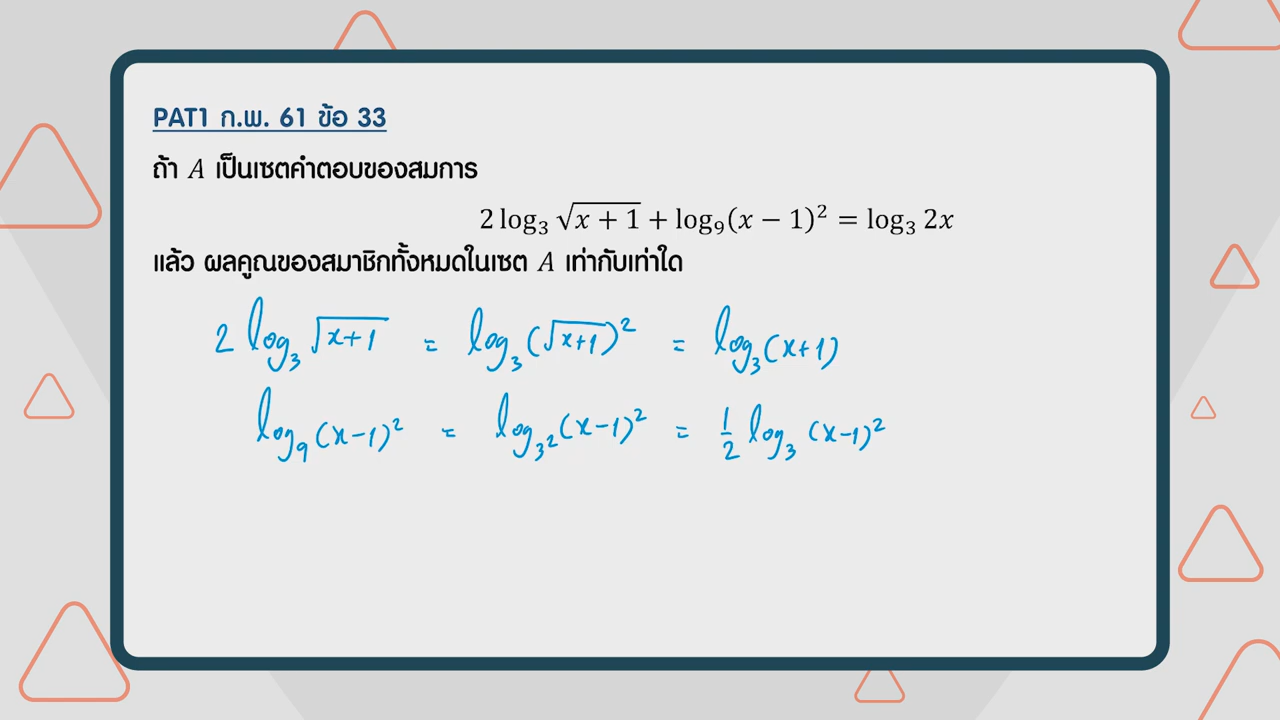 PAT1 ก.พ. 61 ข้อ 33
ถ้า A เป็นเซตคำตอบของสมการ
2 log₃ √(x + 1) + log₉(x − 1)² = log₃ 2x
แล้ว ผลคูณของสมาชิกทั้งหมดในเซต A เท่ากับเท่าใด
2 log₃ √(x+1) = log₃ (√(x+1))² = log₃ (x+1)
log₉ (x−1)² = log₃² (x−1)² = 1/2 log₃ (x−1)²